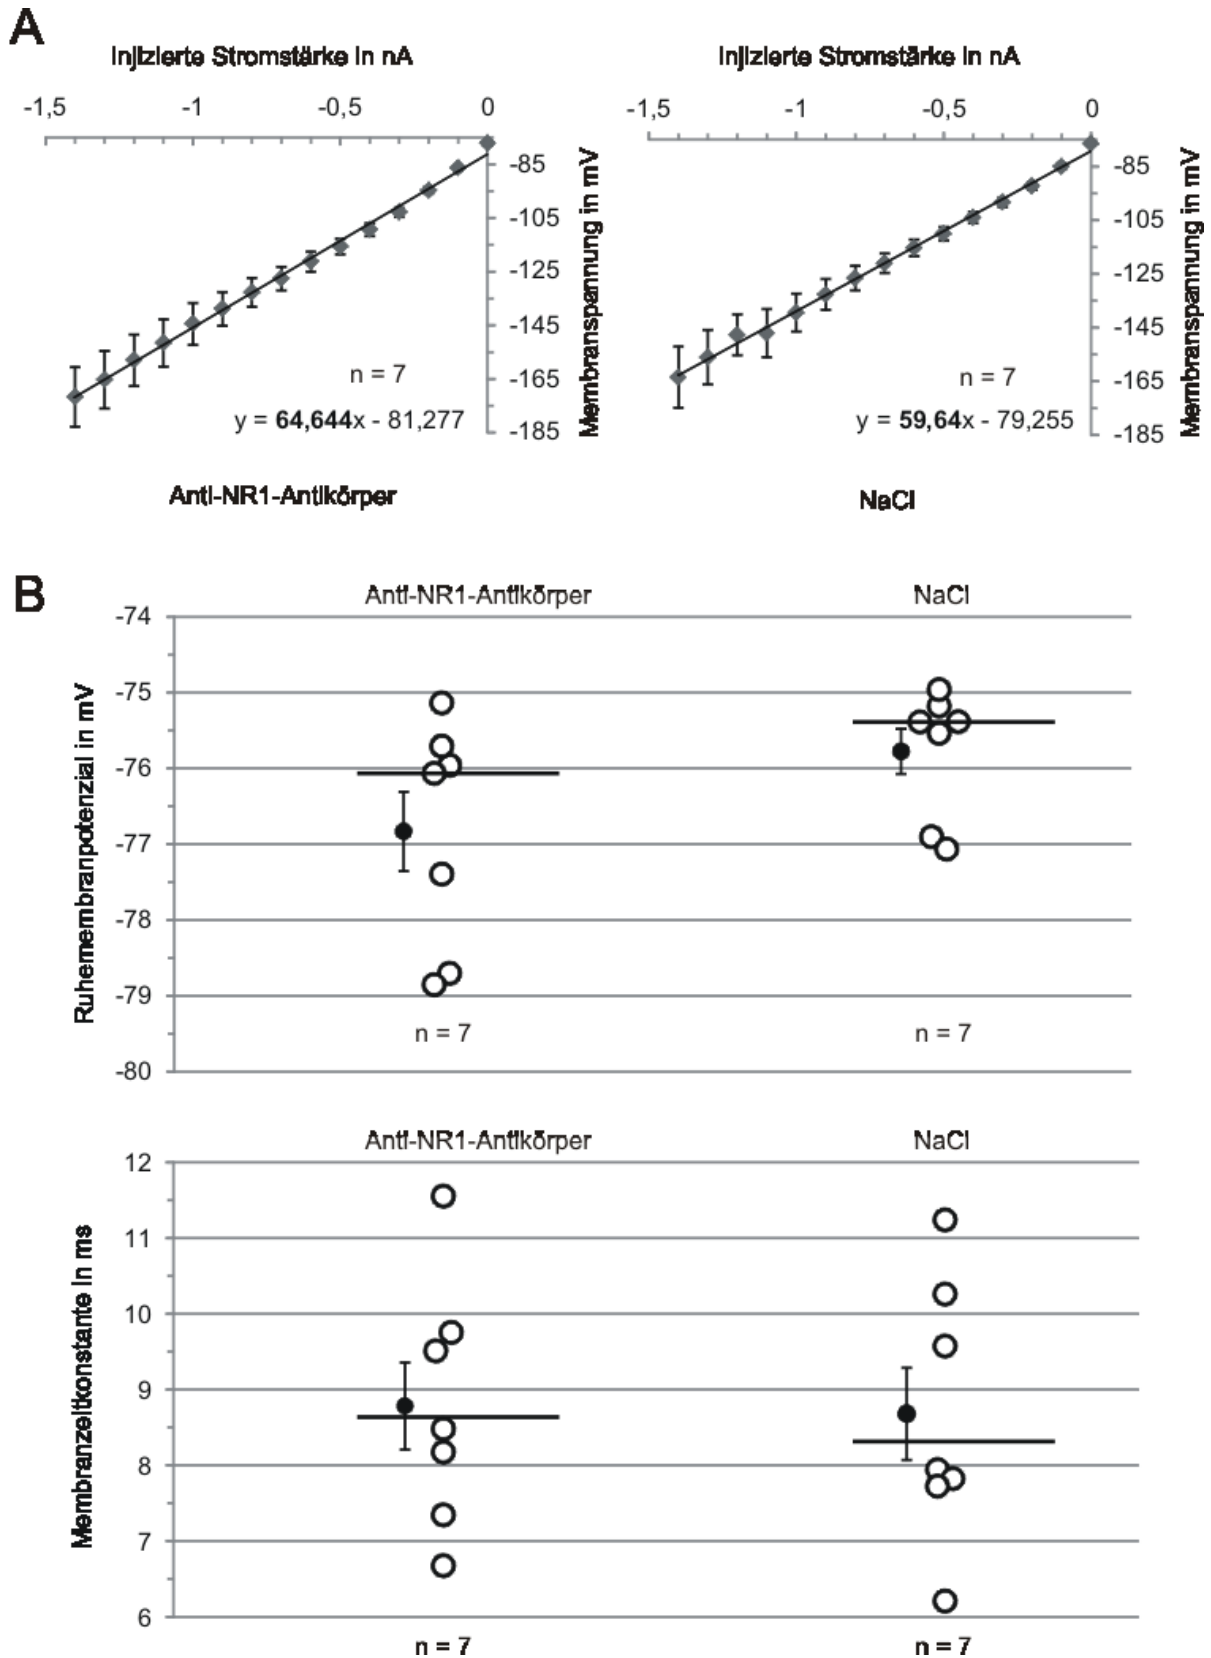 A
Injizierte Stromstärke in nA
-1,5 -1 -0,5 0
-85
-105
-125
-145
-165
-185
Membranspannung in mV
n = 7
y = 64,644x - 81,277
Anti-NR1-Antikörper
Injizierte Stromstärke in nA
-1,5 -1 -0,5 0
-85
-105
-125
-145
-165
-185
Membranspannung in mV
n = 7
y = 59,64x - 79,255
NaCl
B
Anti-NR1-Antikörper NaCl
Ruhemembranpotenzial in mV
-74
-75
-76
-77
-78
-79
-80
n = 7 n = 7
Anti-NR1-Antikörper NaCl
Membranzeitkonstante in ms
12
11
10
9
8
7
6
n = 7 n = 7